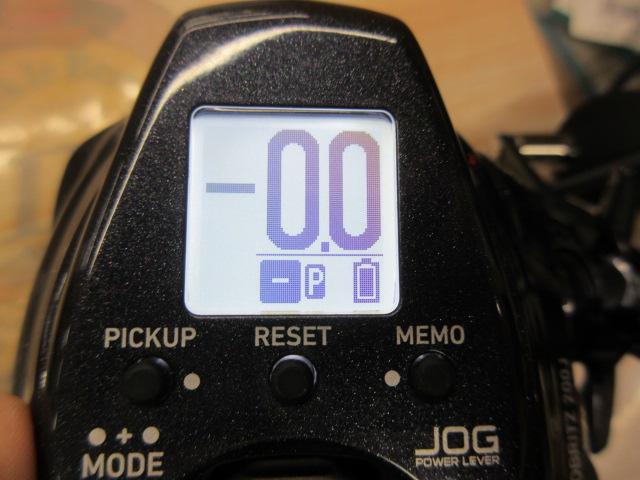 -0.0
- P
PICKUP RESET MEMO
+
MODE
JOG
POWER LEVER